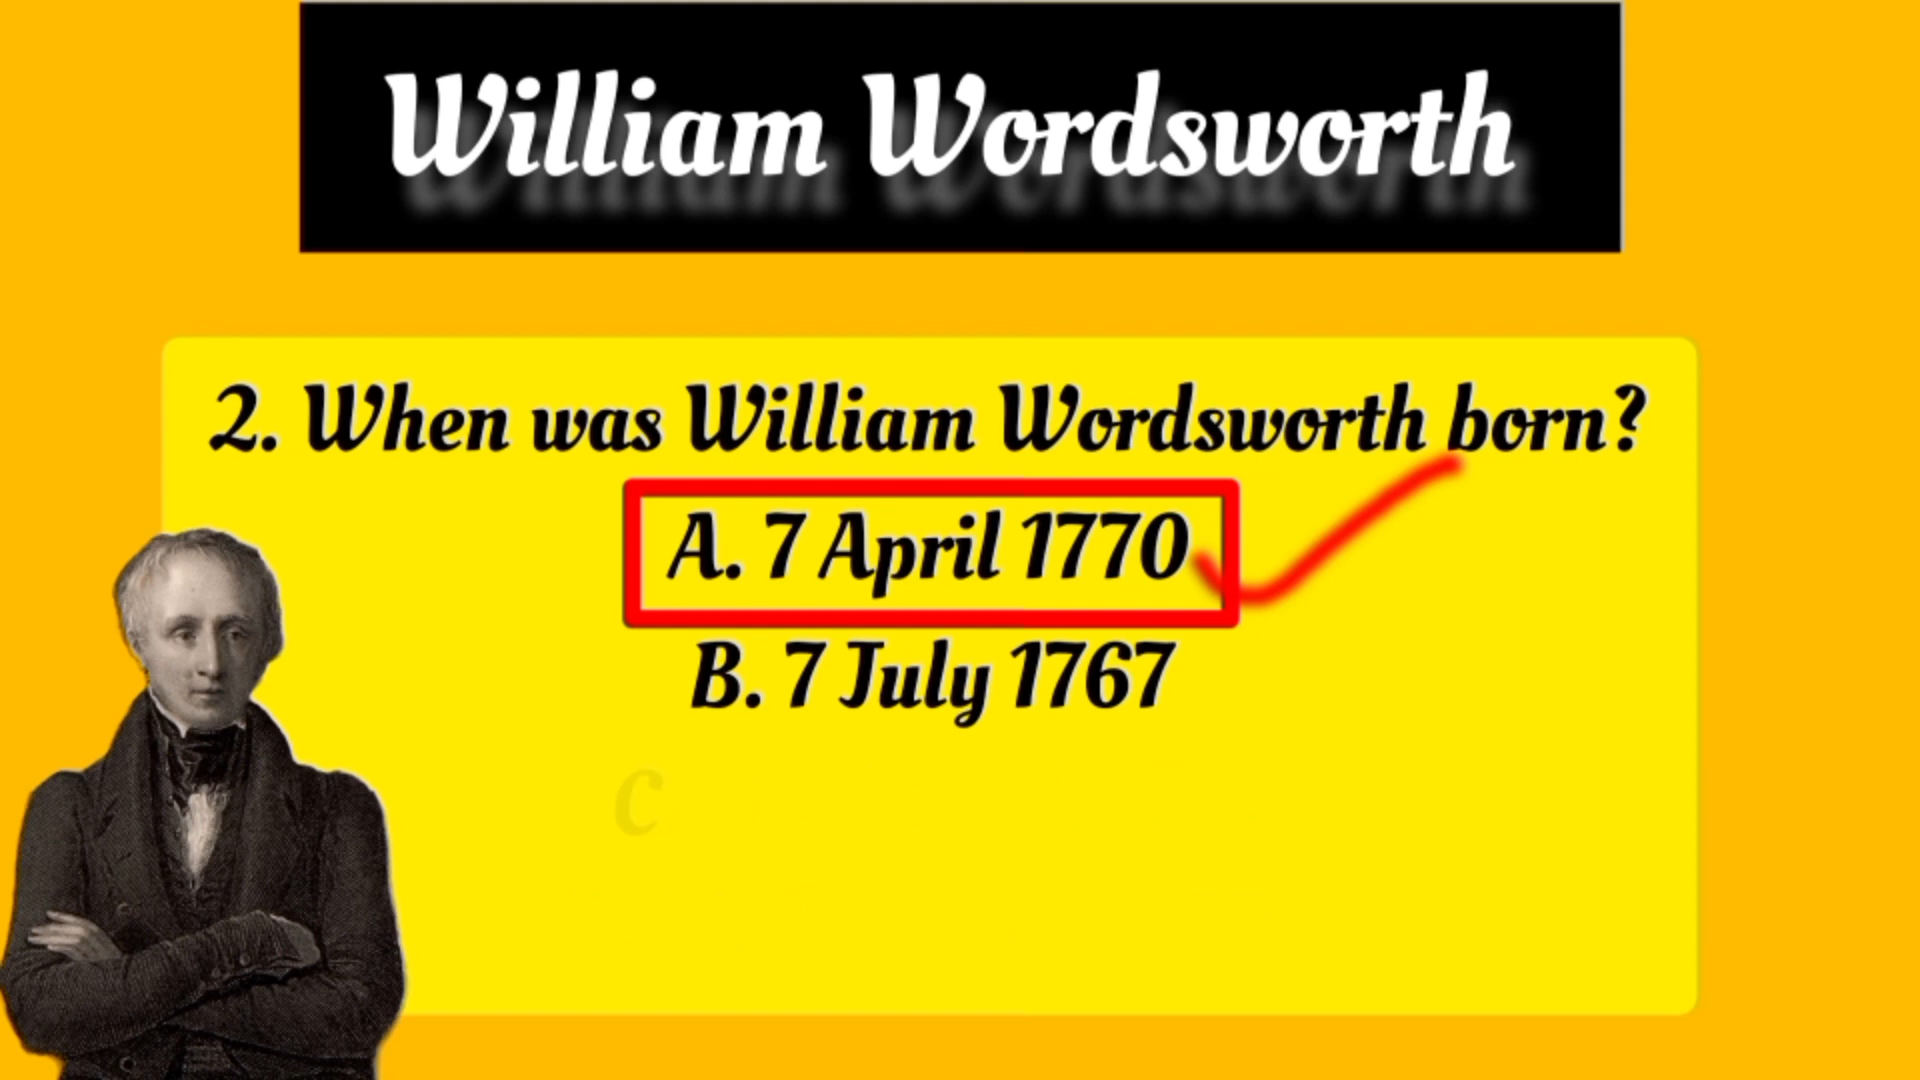 William Wordsworth
2. When was William Wordsworth born?
A. 7 April 1770
B. 7 July 1767
C